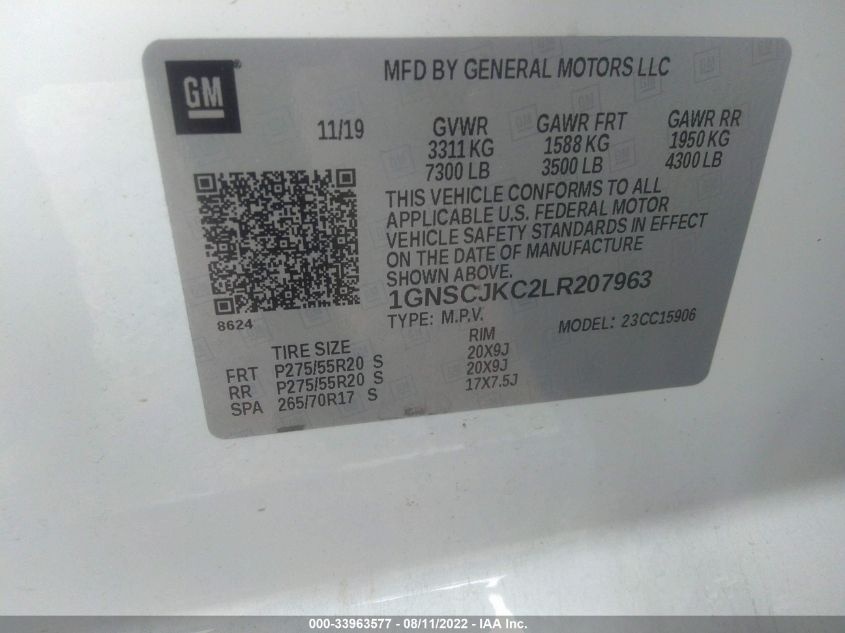 GM
MFD BY GENERAL MOTORS LLC
11/19 GVWR GAWR FRT GAWR RR
3311 KG 1588 KG 1950 KG
7300 LB 3500 LB 4300 LB
THIS VEHICLE CONFORMS TO ALL
APPLICABLE U.S. FEDERAL MOTOR
VEHICLE SAFETY STANDARDS IN EFFECT
ON THE DATE OF MANUFACTURE
SHOWN ABOVE.
1GNSCJKC2LR207963
8624
TYPE: M.P.V. MODEL: 23CC15906
TIRE SIZE RIM
FRT P275/55R20 S 20X9J
RR P275/55R20 S 20X9J
SPA 265/70R17 S 17X7.5J
000-33963577 - 08/11/2022 - IAA Inc.